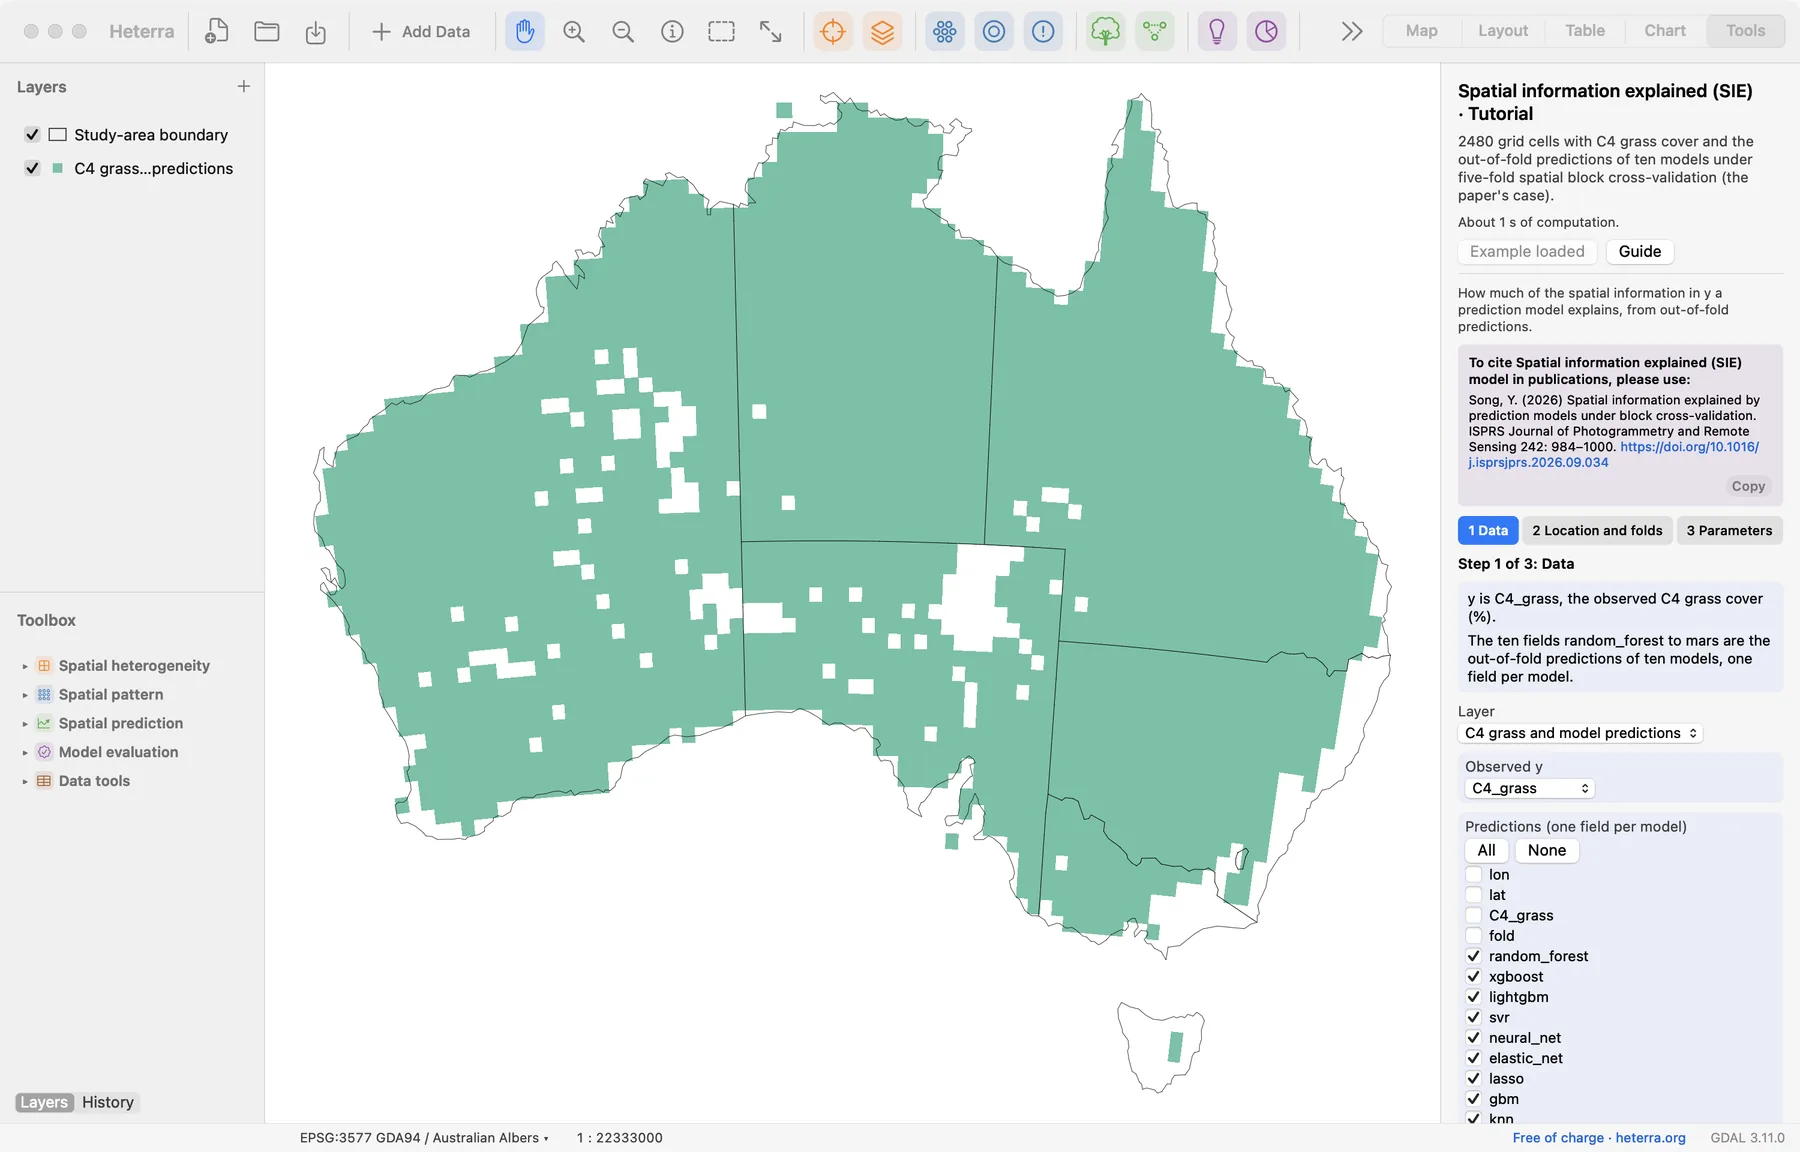 Heterra
Add Data
Map
Layout
Table
Chart
Tools
Layers
Study-area boundary
C4 grass...predictions
Toolbox
Spatial heterogeneity
Spatial pattern
Spatial prediction
Model evaluation
Data tools
Layers
History
EPSG:3577 GDA94 / Australian Albers
1 : 22333000
Spatial information explained (SIE)
· Tutorial
2480 grid cells with C4 grass cover and the
out-of-fold predictions of ten models under
five-fold spatial block cross-validation (the
paper's case).
About 1 s of computation.
Example loaded
Guide
How much of the spatial information in y a
prediction model explains, from out-of-fold
predictions.
To cite Spatial information explained (SIE)
model in publications, please use:
Song, Y. (2026) Spatial information explained by
prediction models under block cross-validation.
ISPRS Journal of Photogrammetry and Remote
Sensing 242: 984–1000. https://doi.org/10.1016/
j.isprsjprs.2026.09.034
Copy
1 Data
2 Location and folds
3 Parameters
Step 1 of 3: Data
y is C4_grass, the observed C4 grass cover
(%).
The ten fields random_forest to mars are the
out-of-fold predictions of ten models, one
field per model.
Layer
C4 grass and model predictions
Observed y
C4_grass
Predictions (one field per model)
All
None
lon
lat
C4_grass
fold
random_forest
xgboost
lightgbm
svr
neural_net
elastic_net
lasso
gbm
knn
Free of charge · heterra.org
GDAL 3.11.0